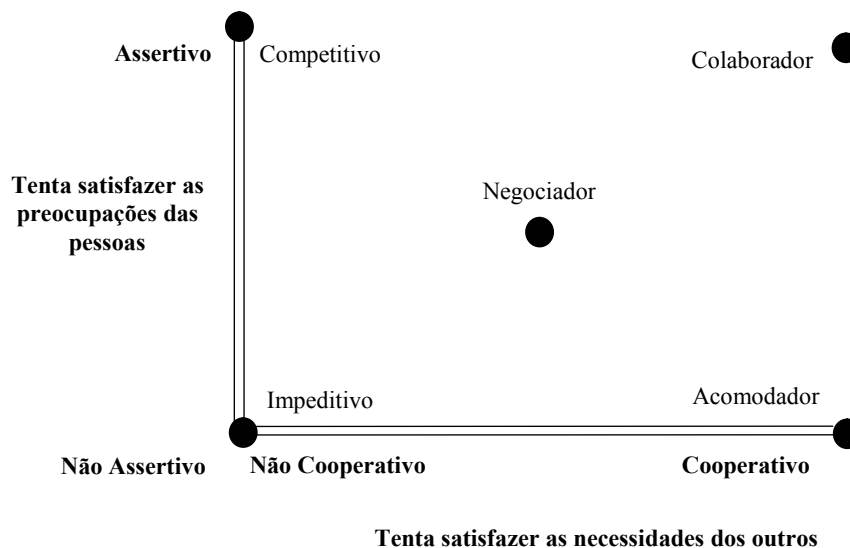 Assertivo
Competitivo
Colaborador
Tenta satisfazer as
preocupações das
pessoas
Negociador
Impeditivo
Acomodador
Não Assertivo
Não Cooperativo
Cooperativo
Tenta satisfazer as necessidades dos outros